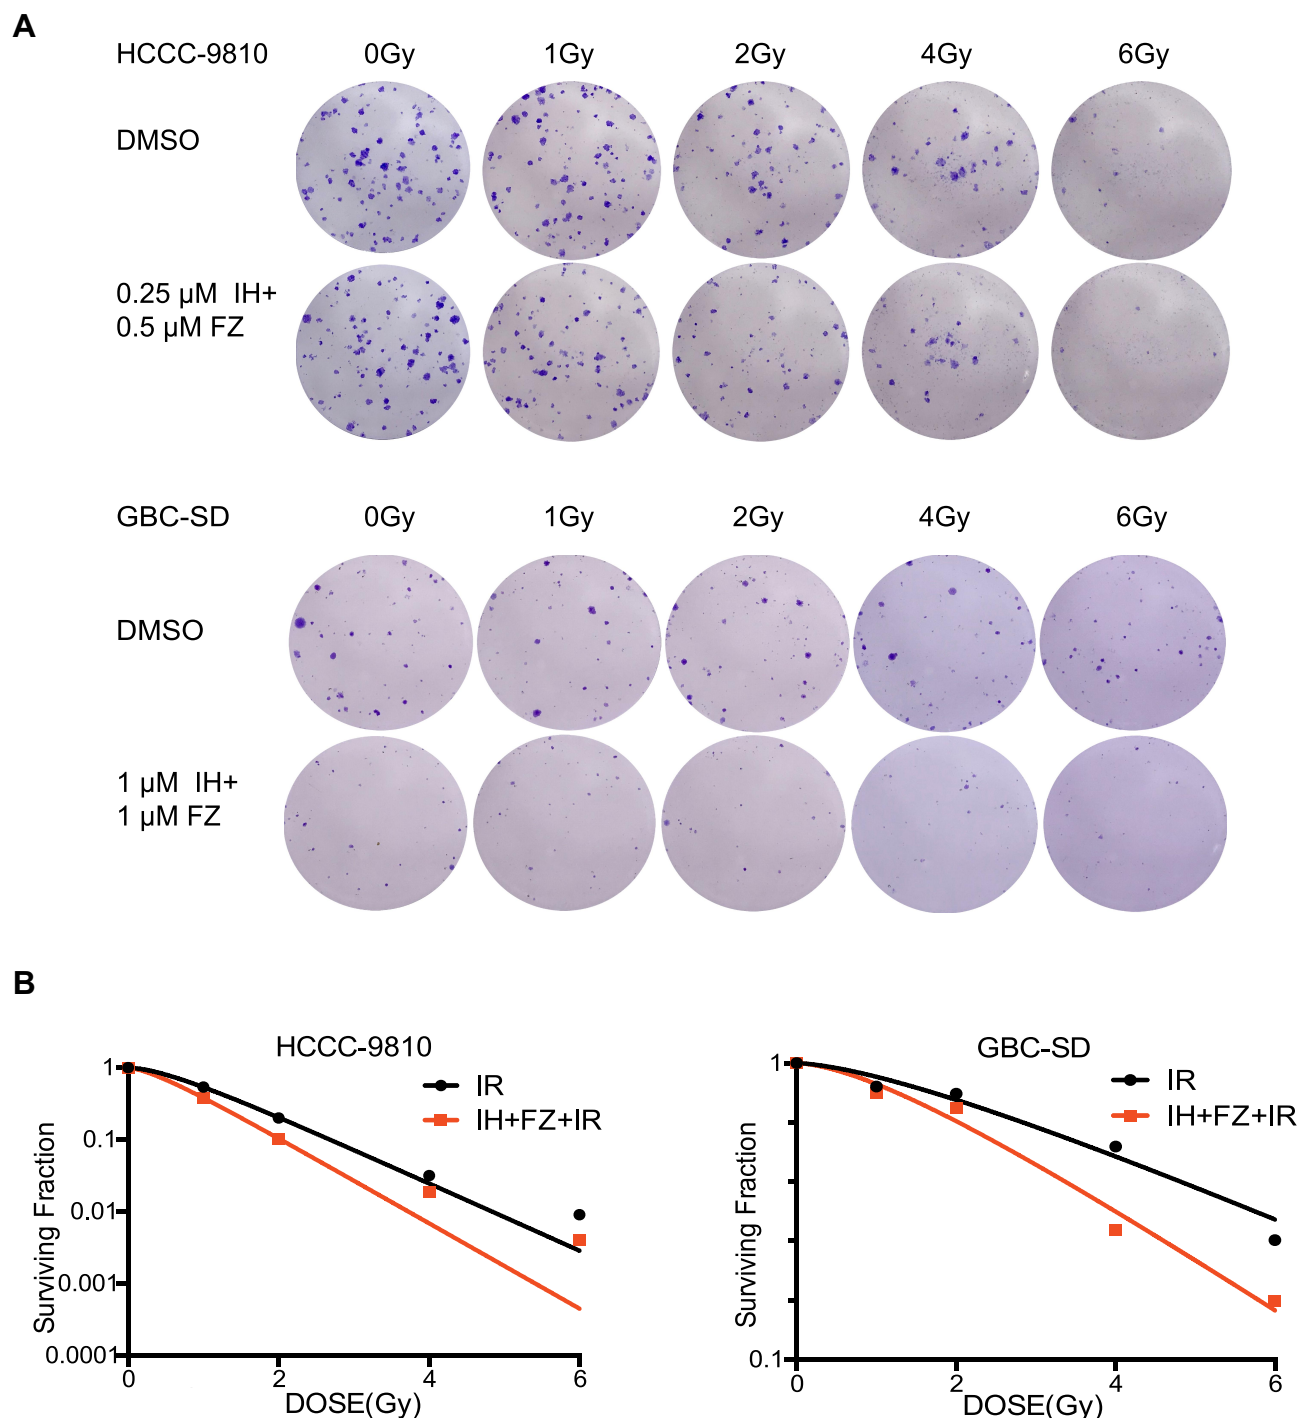 A
HCCC-9810 0Gy 1Gy 2Gy 4Gy 6Gy
DMSO
0.25 µM IH+
0.5 µM FZ
GBC-SD 0Gy 1Gy 2Gy 4Gy 6Gy
DMSO
1 µM IH+
1 µM FZ
B
HCCC-9810
IR
IH+FZ+IR
Surviving Fraction
1
0.1
0.01
0.001
0.0001
0 2 4 6
DOSE(Gy)
GBC-SD
IR
IH+FZ+IR
Surviving Fraction
1
0.1
0 2 4 6
DOSE(Gy)